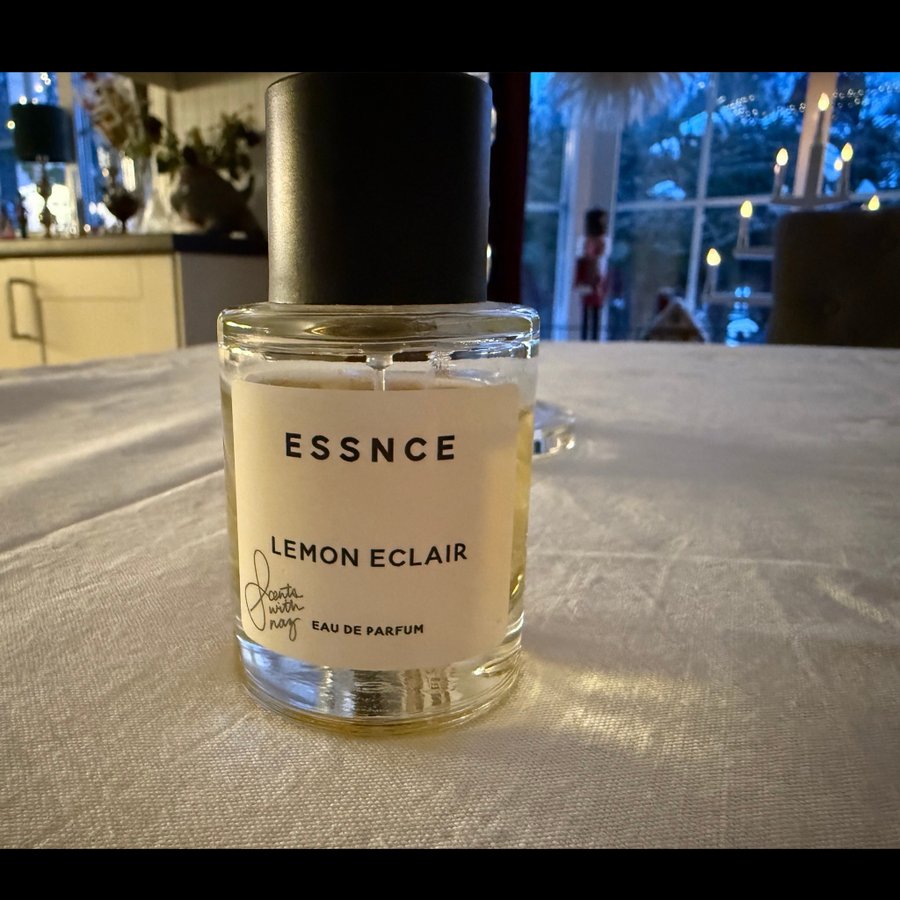 ESSNCE
LEMON ECLAIR
Scents
with
nay
EAU DE PARFUM